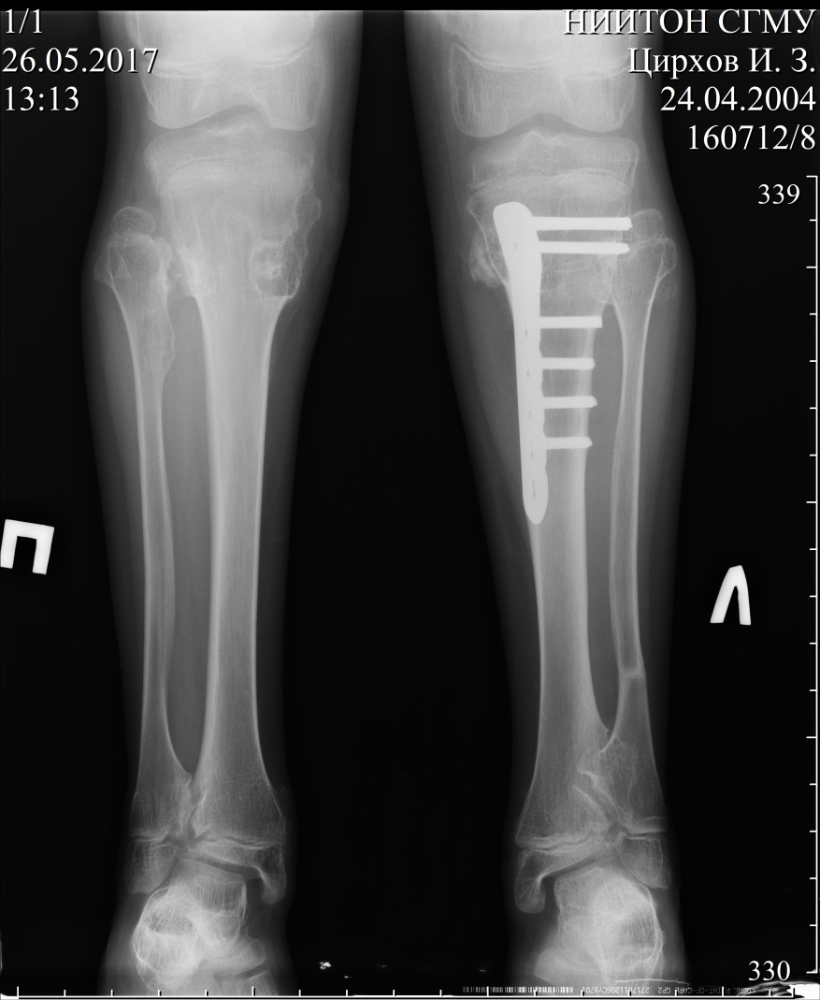 1/1
26.05.2017
13:13
НИИТОН СГМУ
Цирхов И. З.
24.04.2004
160712/8
339
П
Л
330